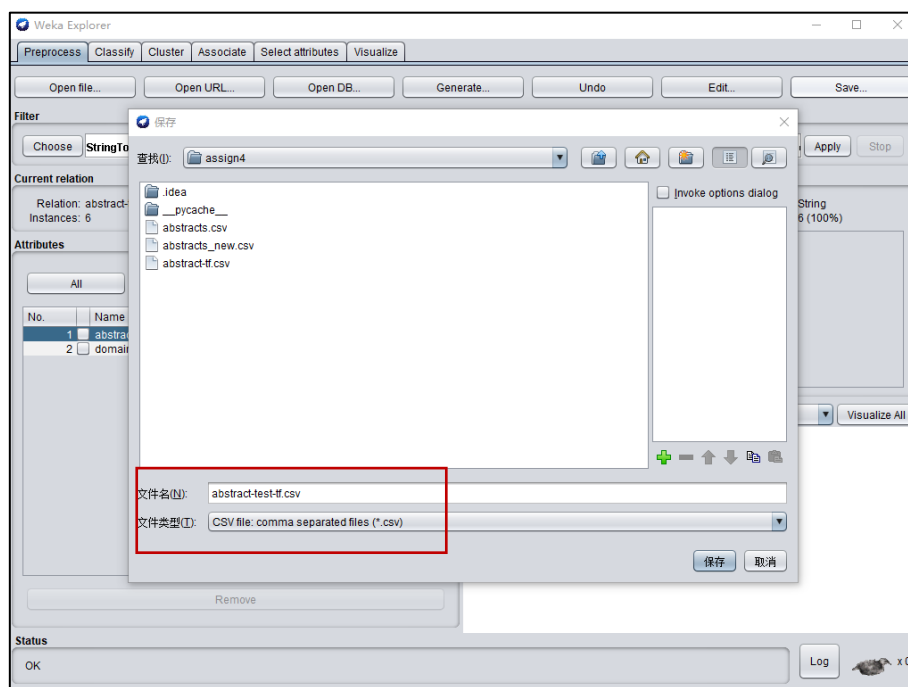 Weka Explorer
Preprocess Classify Cluster Associate Select attributes Visualize
Open file... Open URL... Open DB... Generate... Undo Edit... Save...
Filter
Choose StringTo Apply Stop
保存
查找(I): assign4
Current relation
Relation: abstract- String
Instances: 6 6 (100%)
.idea
__pycache__
abstracts.csv
abstracts_new.csv
abstract-tf.csv
Invoke options dialog
Attributes
All
No. Name
1 abstrac
2 domain
Visualize All
文件名(N): abstract-test-tf.csv
文件类型(T): CSV file: comma separated files (*.csv)
保存 取消
Remove
Status
OK
Log x 0